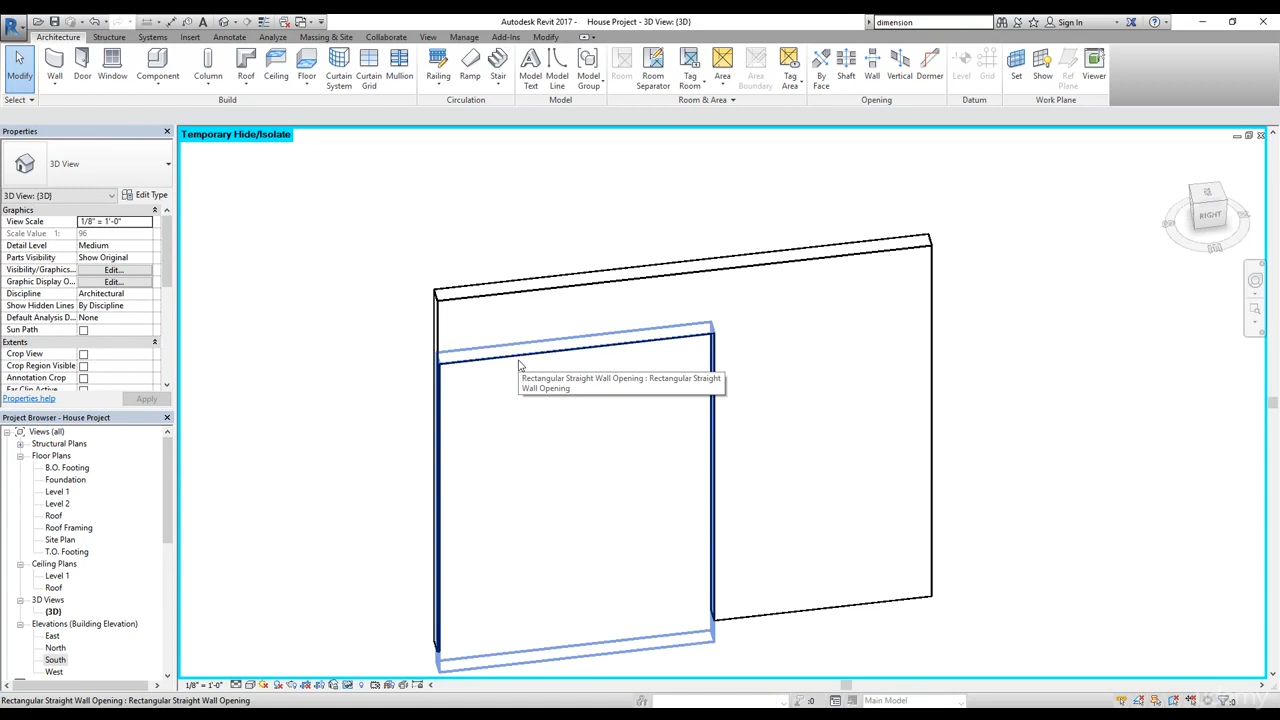 Autodesk Revit 2017 - House Project - 3D View: {3D}
dimension
Sign In
Architecture Structure Systems Insert Annotate Analyze Massing & Site Collaborate View Manage Add-Ins Modify
Modify Wall Door Window Component Column Roof Ceiling Floor Curtain System Curtain Grid Mullion Railing Ramp Stair Model Text Model Line Model Group Room Room Separator Tag Room Area Area Boundary Tag Area By Face Shaft Wall Vertical Dormer Level Grid Set Show Ref Plane Viewer
Select Build Circulation Model Room & Area Opening Datum Work Plane
Properties
3D View
3D View: {3D} Edit Type
Graphics
View Scale 1/8" = 1'-0"
Scale Value 1: 96
Detail Level Medium
Parts Visibility Show Original
Visibility/Graphics... Edit...
Graphic Display O... Edit...
Discipline Architectural
Show Hidden Lines By Discipline
Default Analysis D... None
Sun Path
Extents
Crop View
Crop Region Visible
Annotation Crop
Far Clip Active
Properties help Apply
Project Browser - House Project
Views (all)
Structural Plans
Floor Plans
B.O. Footing
Foundation
Level 1
Level 2
Roof
Roof Framing
Site Plan
T.O. Footing
Ceiling Plans
Level 1
Roof
3D Views
{3D}
Elevations (Building Elevation)
East
North
South
West
Temporary Hide/Isolate
RIGHT
Rectangular Straight Wall Opening : Rectangular Straight
Wall Opening
1/8" = 1'-0"
Rectangular Straight Wall Opening : Rectangular Straight Wall Opening
:0
Main Model
:0